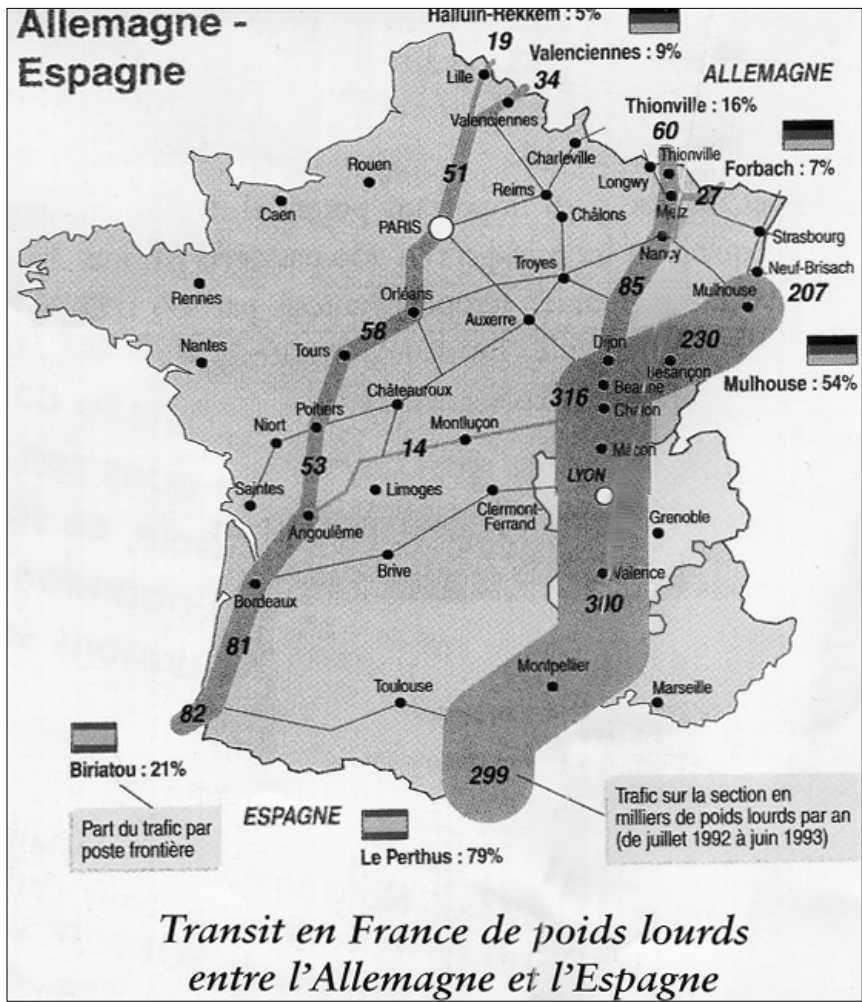 Allemagne -
Espagne
Halluin-Rekkem : 5%
19
Valenciennes : 9%
34
Lille
ALLEMAGNE
Valenciennes
Thionville : 16%
60
Charleville
Thionville
Forbach : 7%
Rouen
51
Longwy
Reims
Metz
27
Caen
Châlons
PARIS
Strasbourg
Nancy
Troyes
Neuf-Brisach
Rennes
85
Mulhouse
207
Orléans
Auxerre
58
230
Nantes
Tours
Dijon
Besançon
Mulhouse : 54%
Beaune
Châteauroux
316
Chalon
Poitiers
Montluçon
Niort
14
Mâcon
53
LYON
Saintes
Limoges
Clermont-
Ferrand
Grenoble
Angoulême
Brive
Valence
Bordeaux
300
81
Montpellier
Toulouse
Marseille
82
Biriatou : 21%
299
Part du trafic par
poste frontière
ESPAGNE
Le Perthus : 79%
Trafic sur la section en
milliers de poids lourds par an
(de juillet 1992 à juin 1993)
Transit en France de poids lourds
entre l'Allemagne et l'Espagne